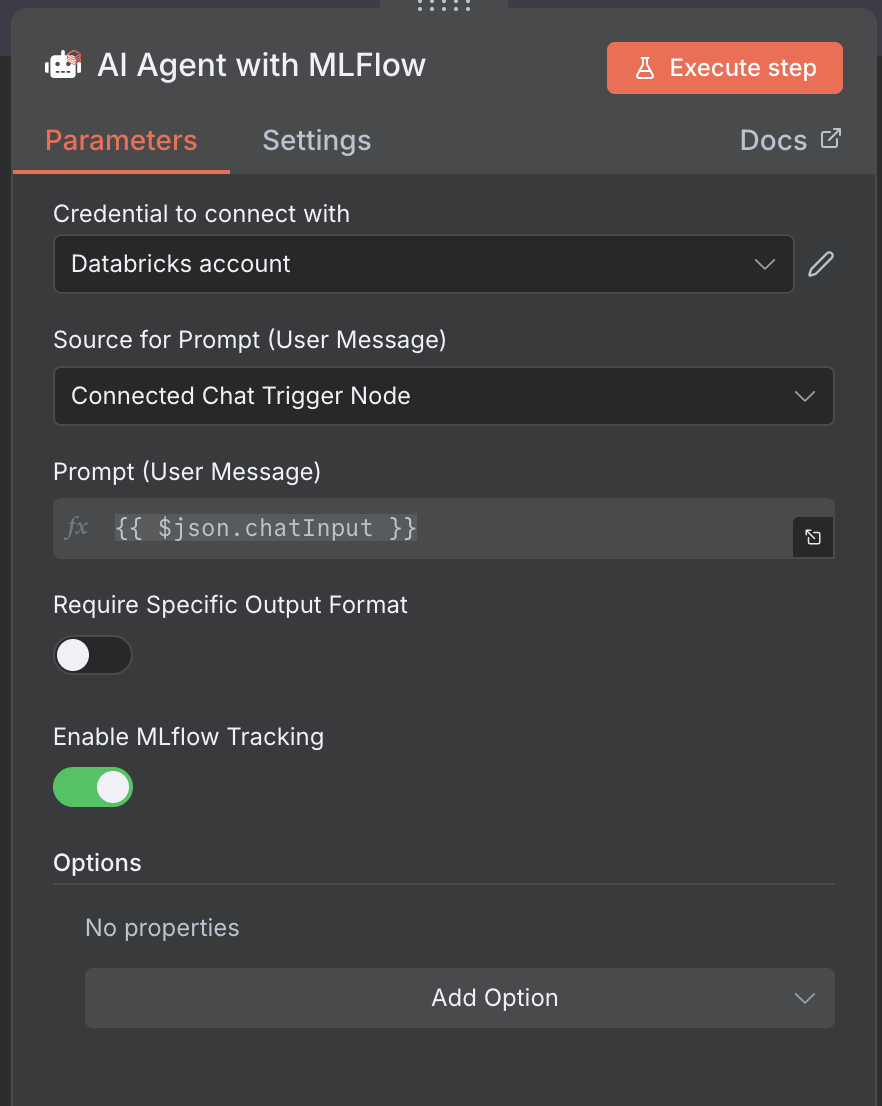 AI Agent with MLFlow
Execute step
Parameters
Settings
Docs
Credential to connect with
Databricks account
Source for Prompt (User Message)
Connected Chat Trigger Node
Prompt (User Message)
fx {{ $json.chatInput }}
Require Specific Output Format
Enable MLflow Tracking
Options
No properties
Add Option